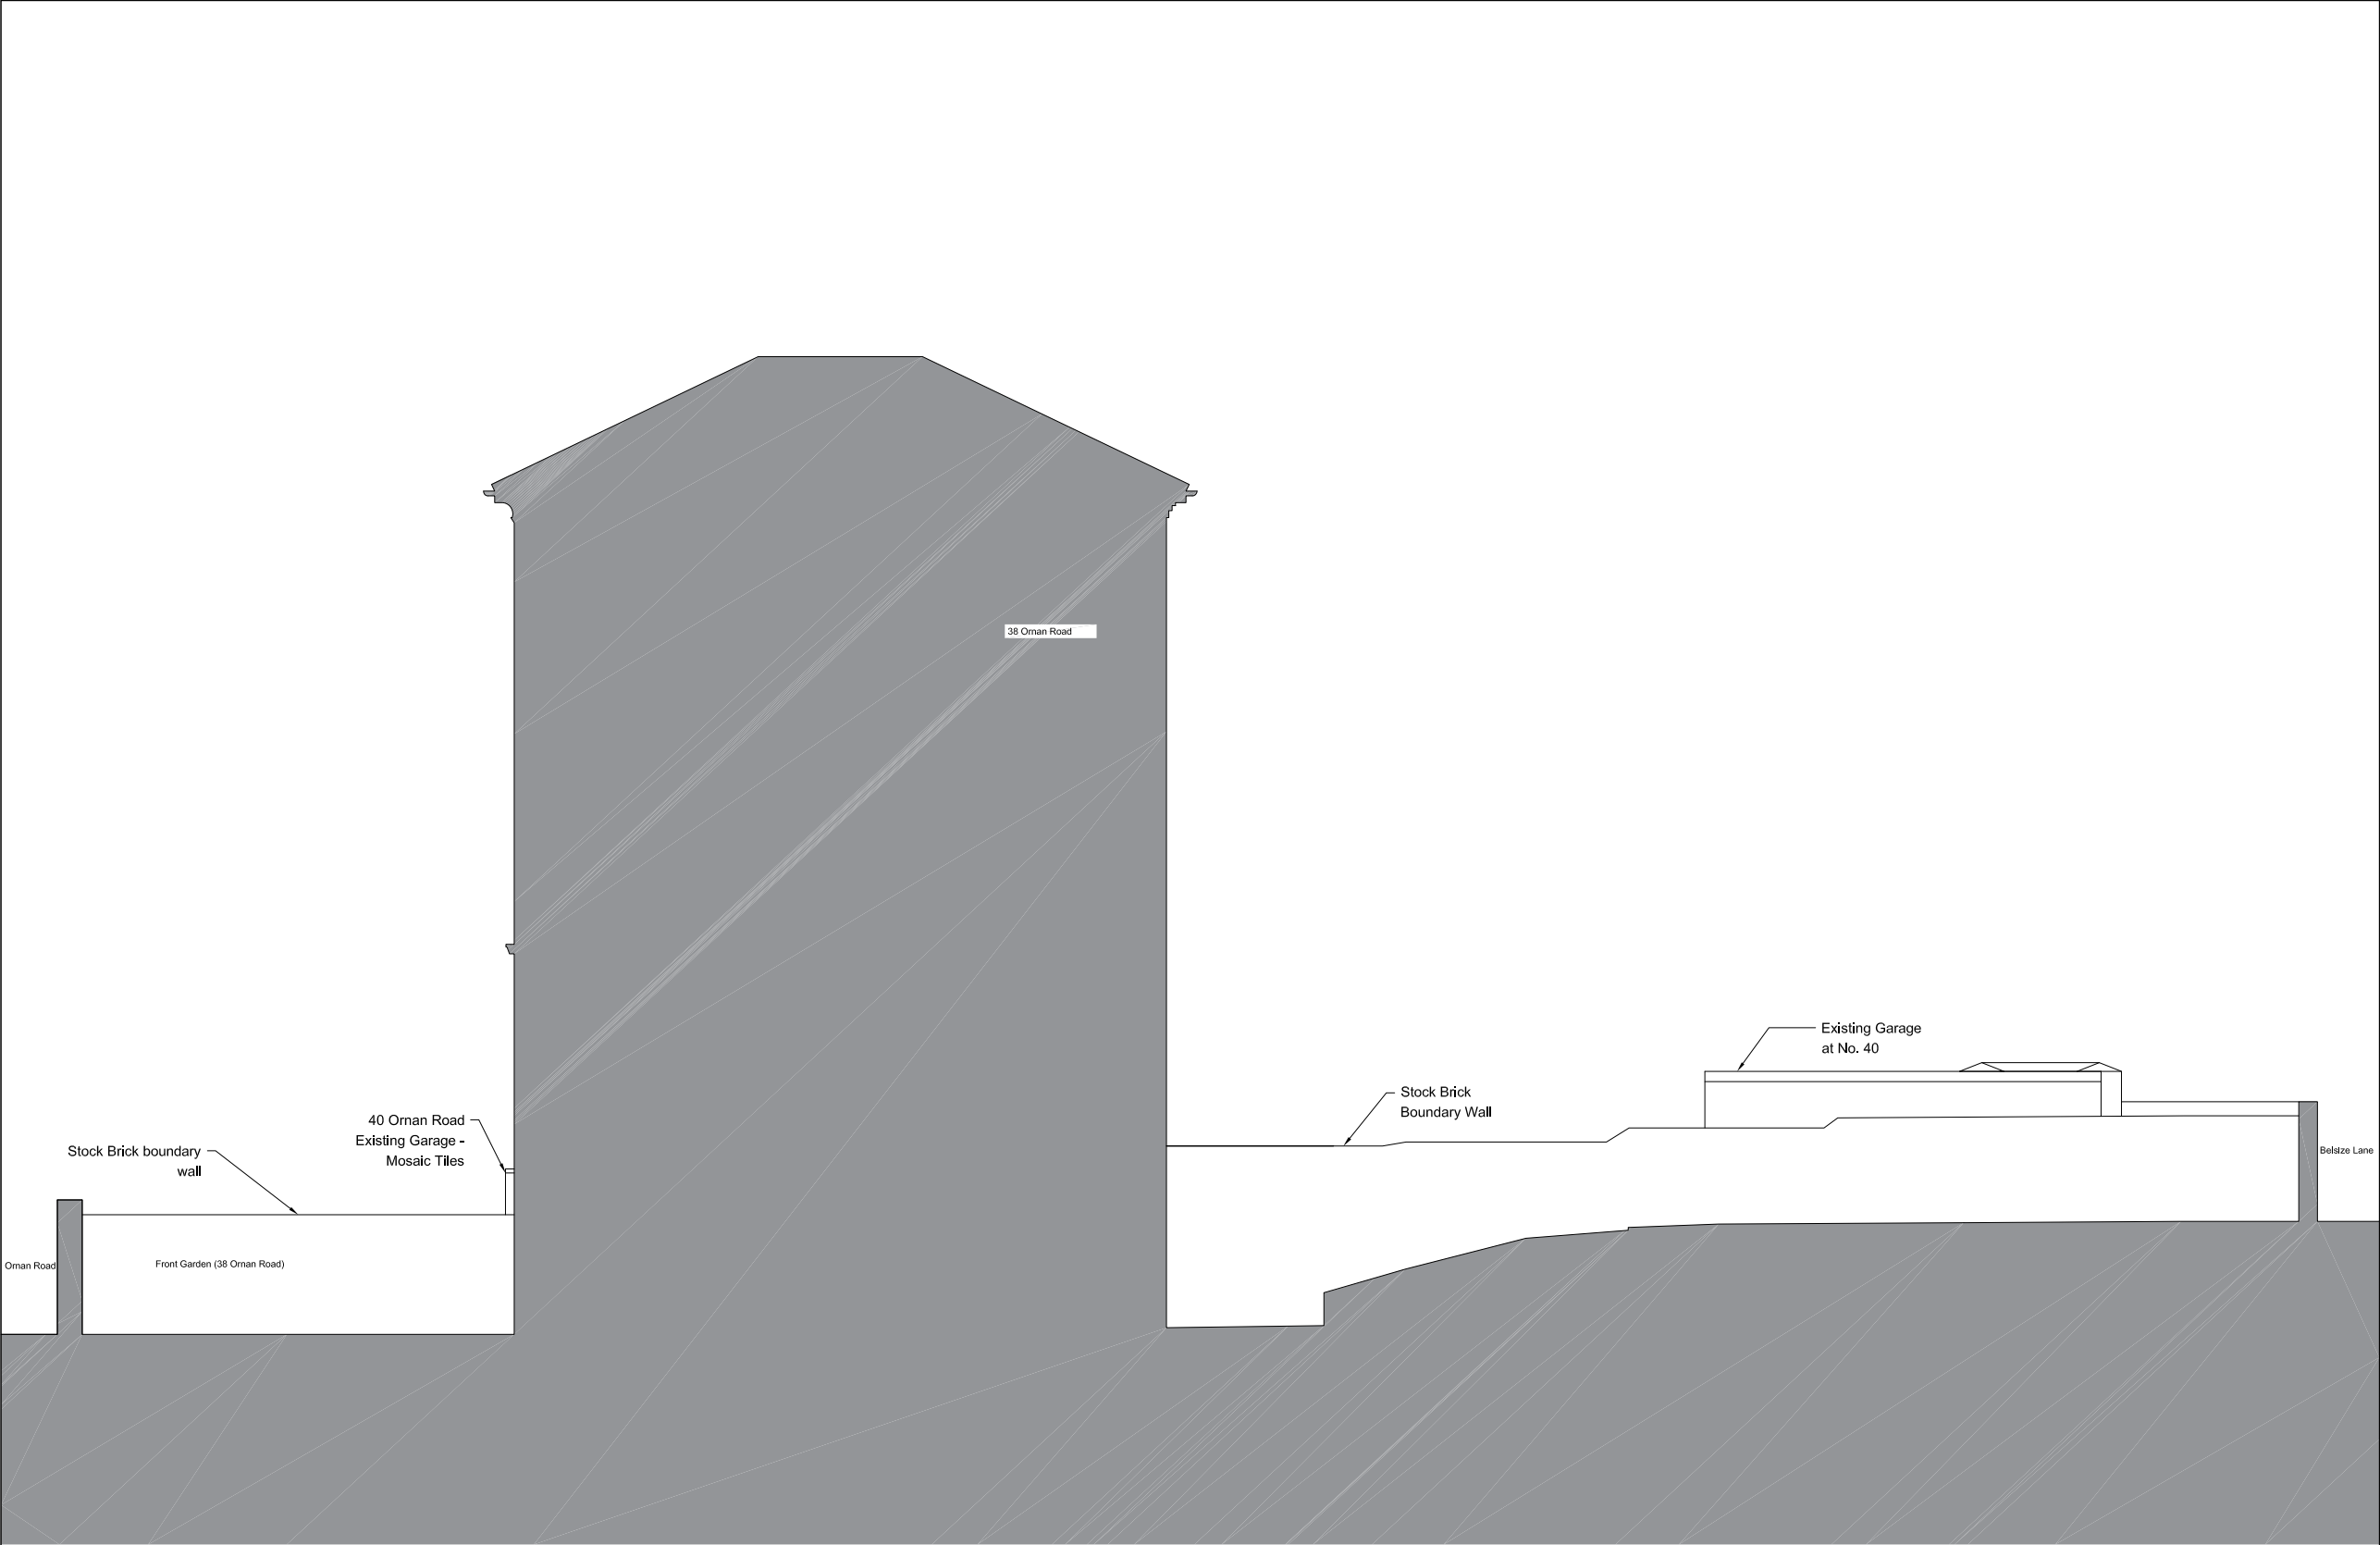 38 Ornan Road
Existing Garage
at No. 40
Stock Brick
Boundary Wall
40 Ornan Road
Existing Garage -
Mosaic Tiles
Stock Brick boundary
wall
Belsize Lane
Ornan Road
Front Garden (38 Ornan Road)